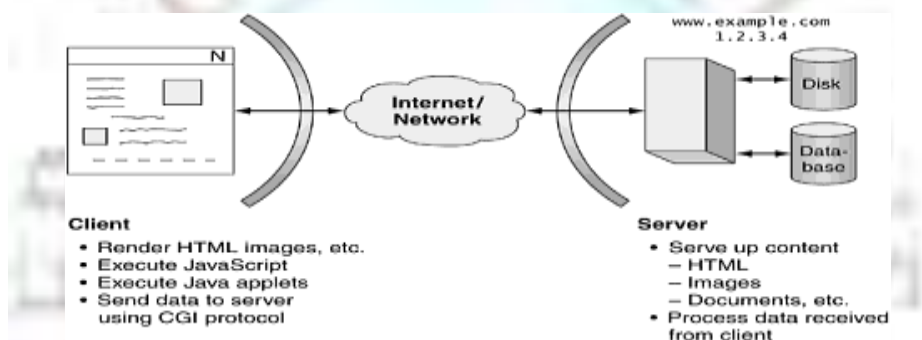 www.example.com
1.2.3.4
N
Internet/
Network
Disk
Data-
base
Client
• Render HTML images, etc.
• Execute JavaScript
• Execute Java applets
• Send data to server
using CGI protocol
Server
• Serve up content
– HTML
– Images
– Documents, etc.
• Process data received
from client